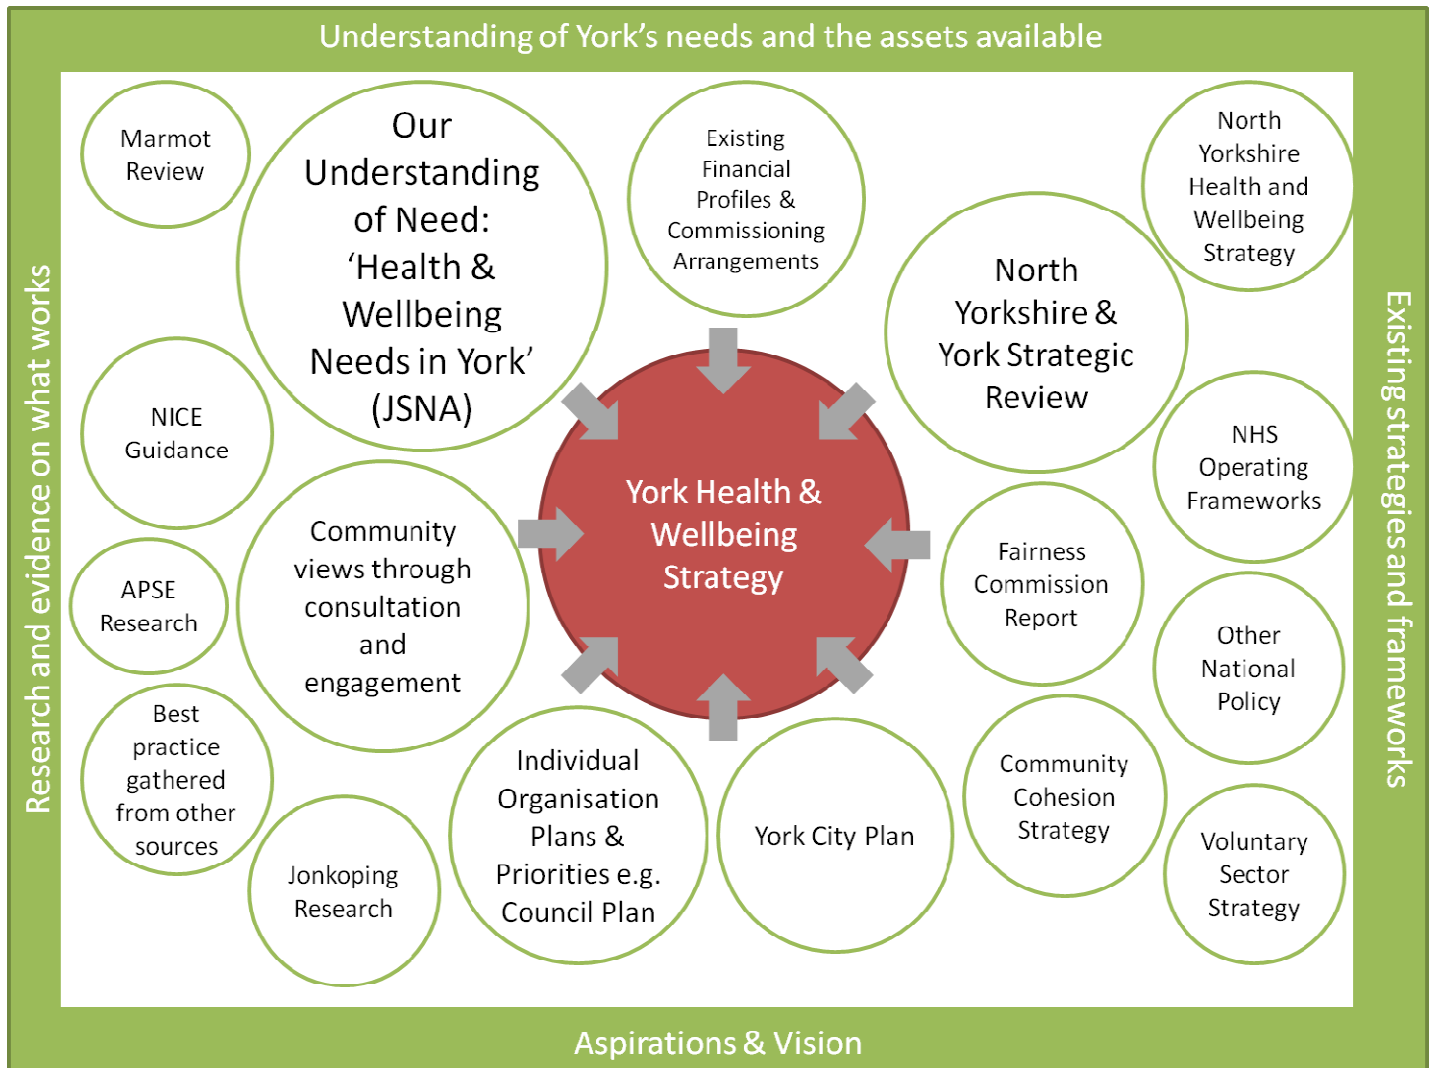 Understanding of York's needs and the assets available
Research and evidence on what works
Existing strategies and frameworks
Aspirations & Vision
Marmot
Review
Our
Understanding
of Need:
‘Health &
Wellbeing
Needs in York’
(JSNA)
Existing
Financial
Profiles &
Commissioning
Arrangements
North
Yorkshire
Health and
Wellbeing
Strategy
North
Yorkshire &
York Strategic
Review
NICE
Guidance
NHS
Operating
Frameworks
York Health &
Wellbeing
Strategy
Community
views through
consultation
and
engagement
Fairness
Commission
Report
APSE
Research
Other
National
Policy
Best
practice
gathered
from other
sources
Individual
Organisation
Plans &
Priorities e.g.
Council Plan
York City Plan
Community
Cohesion
Strategy
Jonkoping
Research
Voluntary
Sector
Strategy